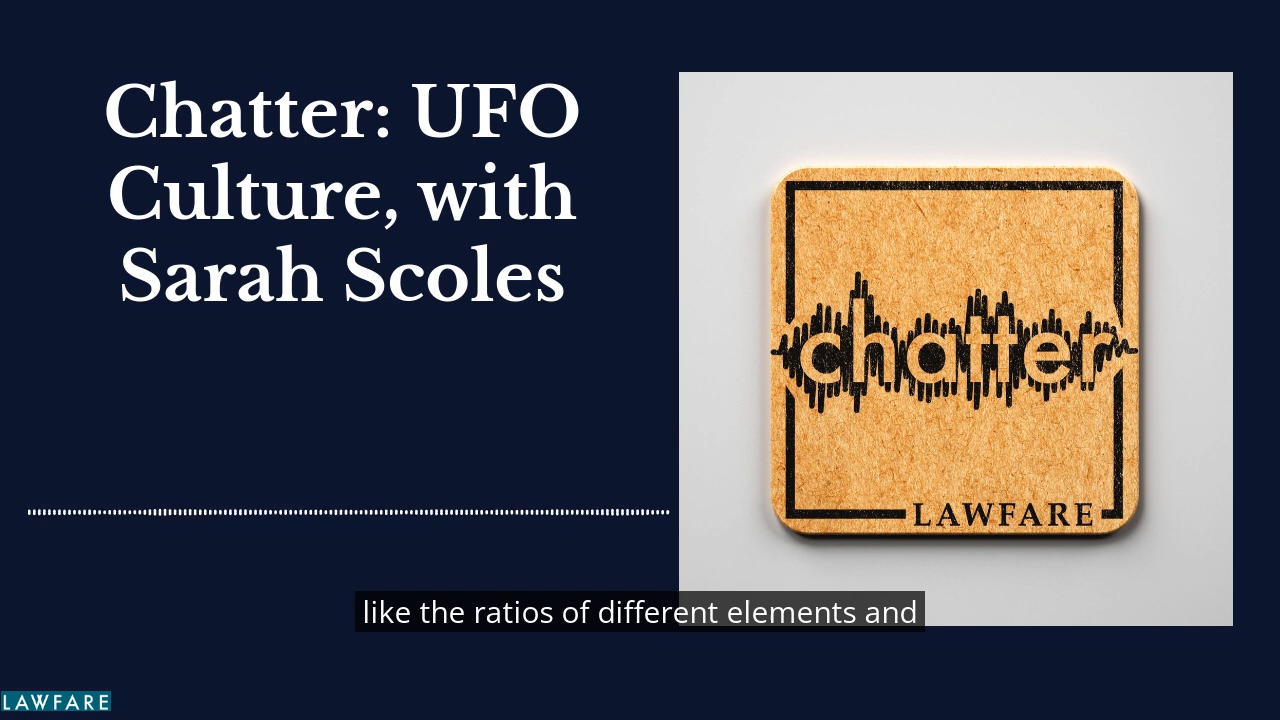 Chatter: UFO
Culture, with
Sarah Scoles
chatter
LAWFARE
like the ratios of different elements and
LAWFARE